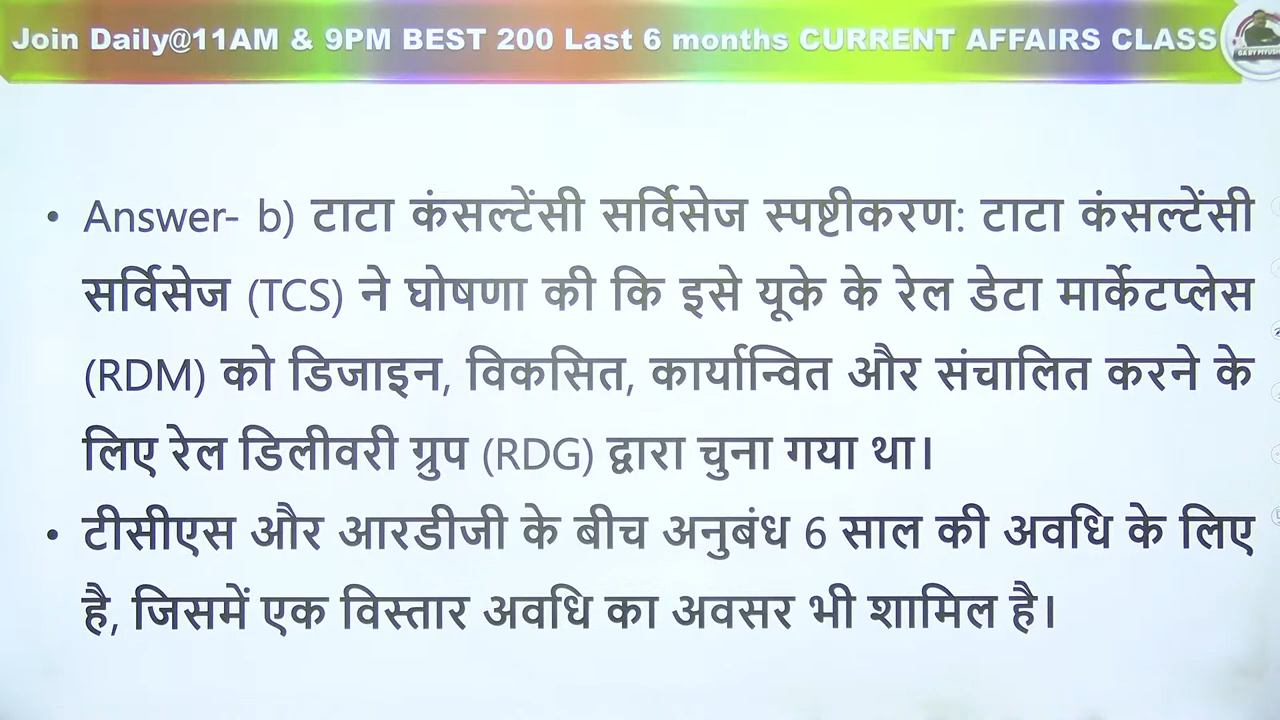 Join Daily@11AM & 9PM BEST 200 Last 6 months CURRENT AFFAIRS CLASS
• Answer- b) टाटा कंसल्टेंसी सर्विसेज स्पष्टीकरण: टाटा कंसल्टेंसी
सर्विसेज (TCS) ने घोषणा की कि इसे यूके के रेल डेटा मार्केटप्लेस
(RDM) को डिजाइन, विकसित, कार्यान्वित और संचालित करने के
लिए रेल डिलीवरी ग्रुप (RDG) द्वारा चुना गया था।
• टीसीएस और आरडीजी के बीच अनुबंध 6 साल की अवधि के लिए
है, जिसमें एक विस्तार अवधि का अवसर भी शामिल है।